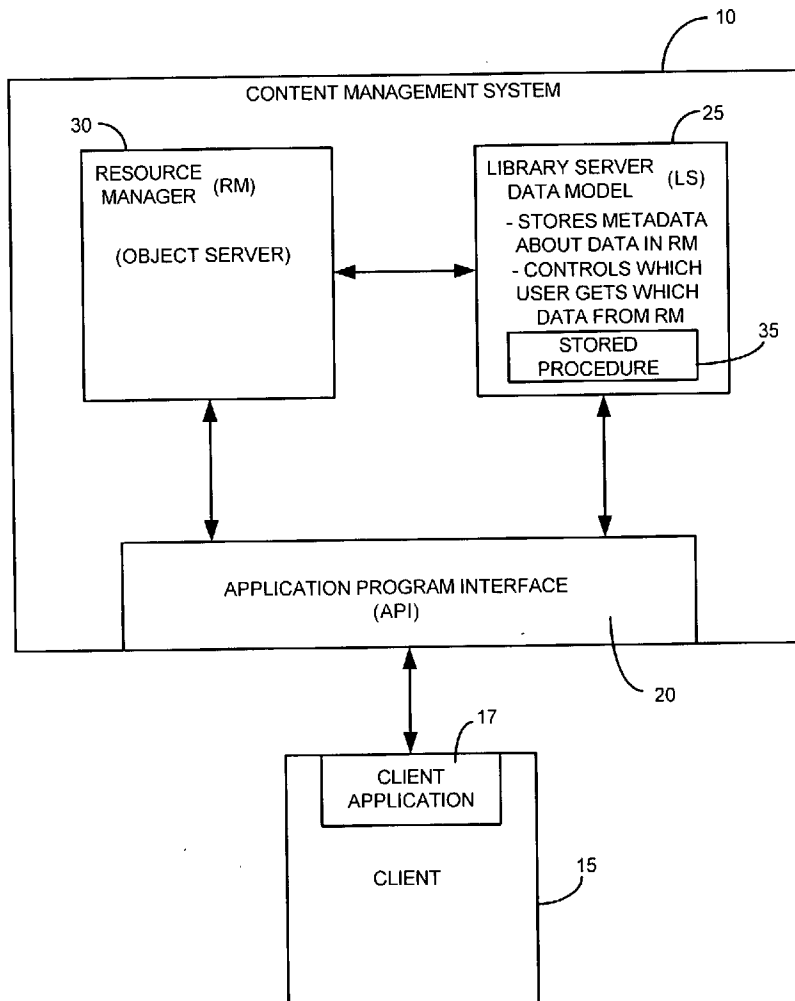 10
CONTENT MANAGEMENT SYSTEM
30
25
RESOURCE
MANAGER (RM)
(OBJECT SERVER)
LIBRARY SERVER
DATA MODEL (LS)
- STORES METADATA
ABOUT DATA IN RM
- CONTROLS WHICH
USER GETS WHICH
DATA FROM RM
35
STORED
PROCEDURE
APPLICATION PROGRAM INTERFACE
(API)
20
17
CLIENT
APPLICATION
CLIENT
15